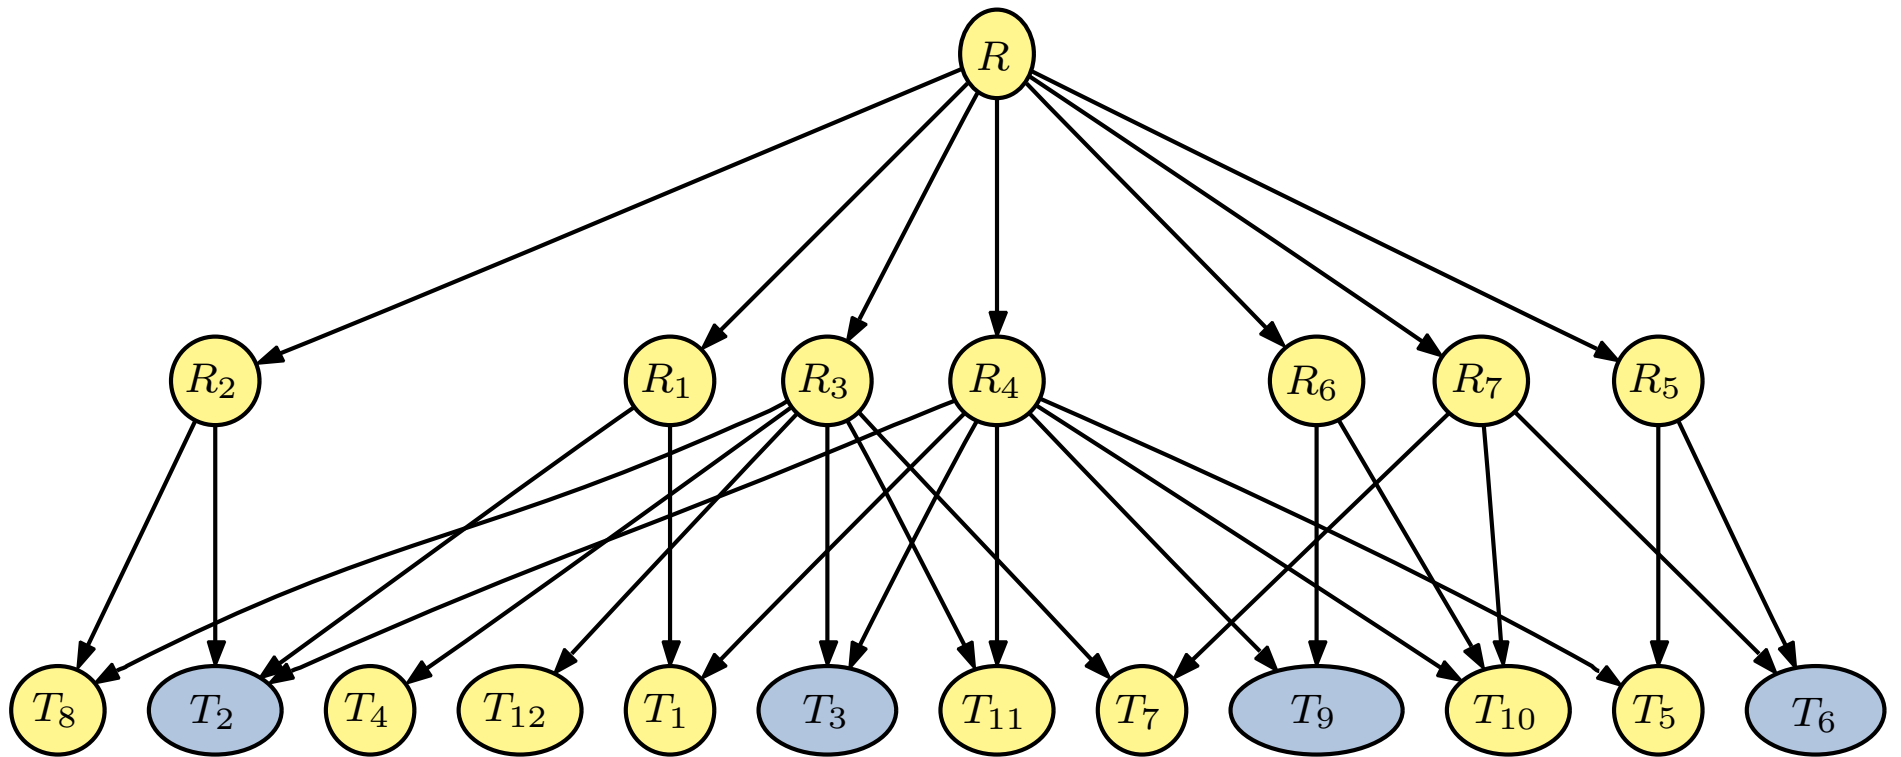 R
R₂ R₁ R₃ R₄ R₆ R₇ R₅
T₈ T₂ T₄ T₁₂ T₁ T₃ T₁₁ T₇ T₉ T₁₀ T₅ T₆